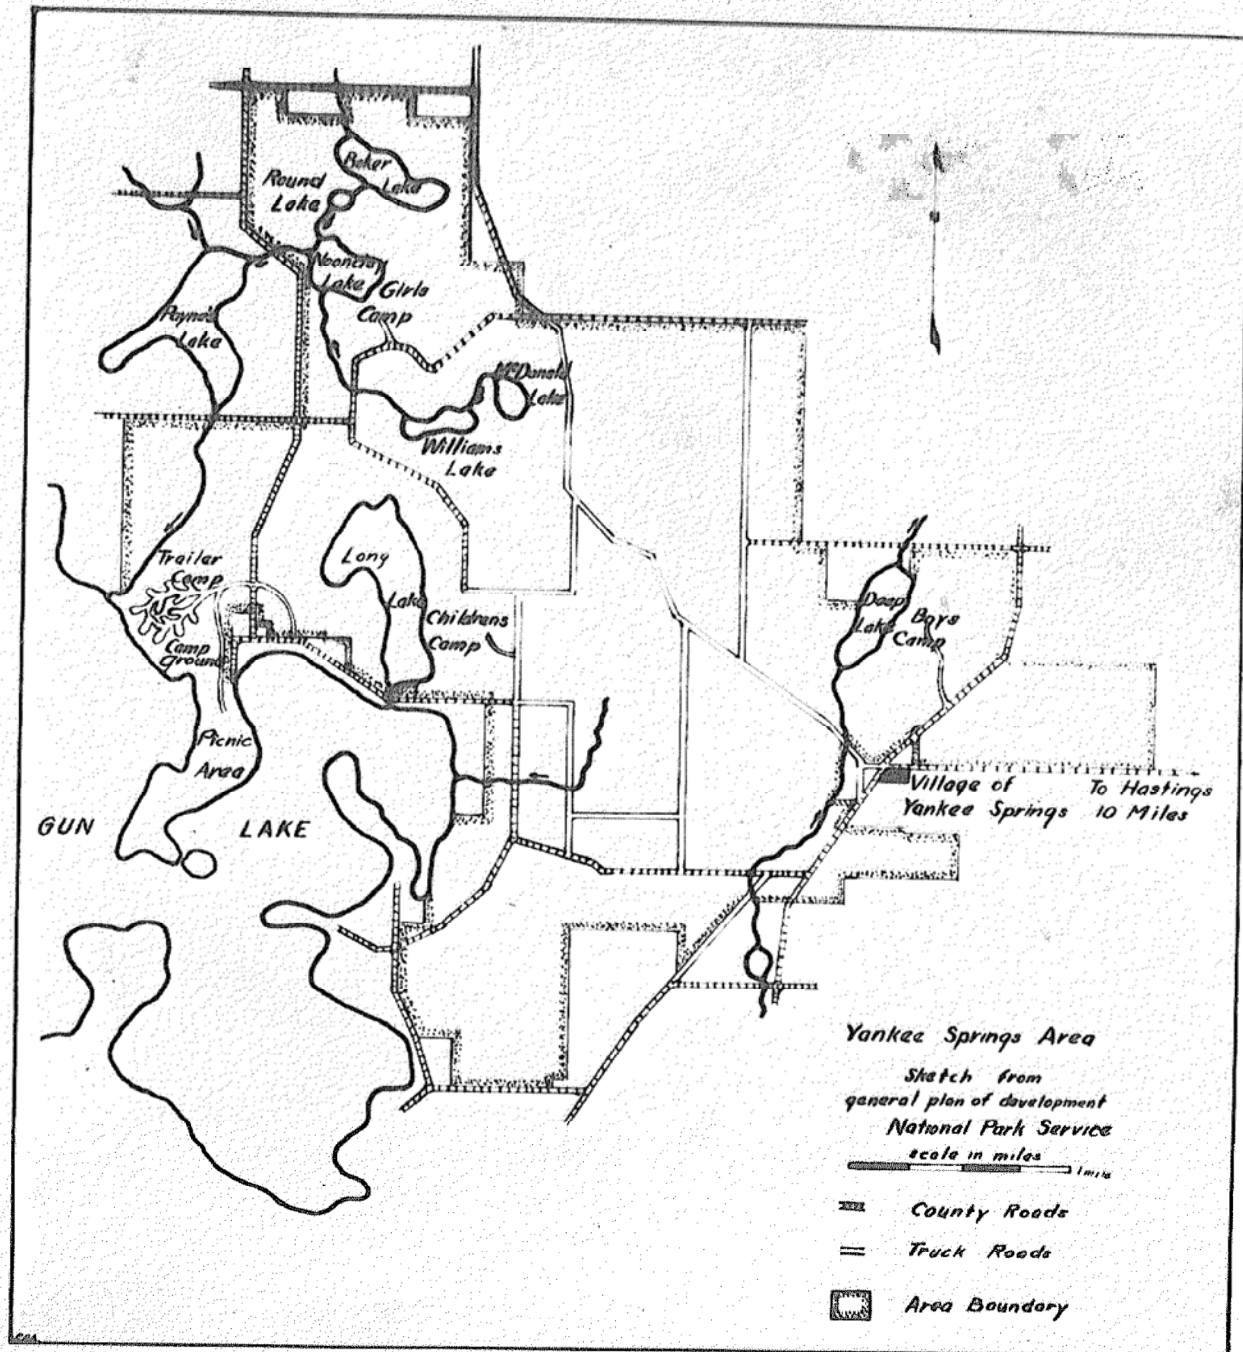 Baker
Lake
Round
Lake
Noonday
Lake
Girls
Camp
Payne's
Lake
McDonald
Lake
Williams
Lake
Long
Lake
Trailer
Camp
Childrens
Camp
Deep
Lake
Boys
Camp
Camp
Ground
Picnic
Area
GUN LAKE
Village of
Yankee Springs
To Hastings
10 Miles
Yankee Springs Area
Sketch from
general plan of development
National Park Service
scale in miles
1 mile
County Roads
Truck Roads
Area Boundary